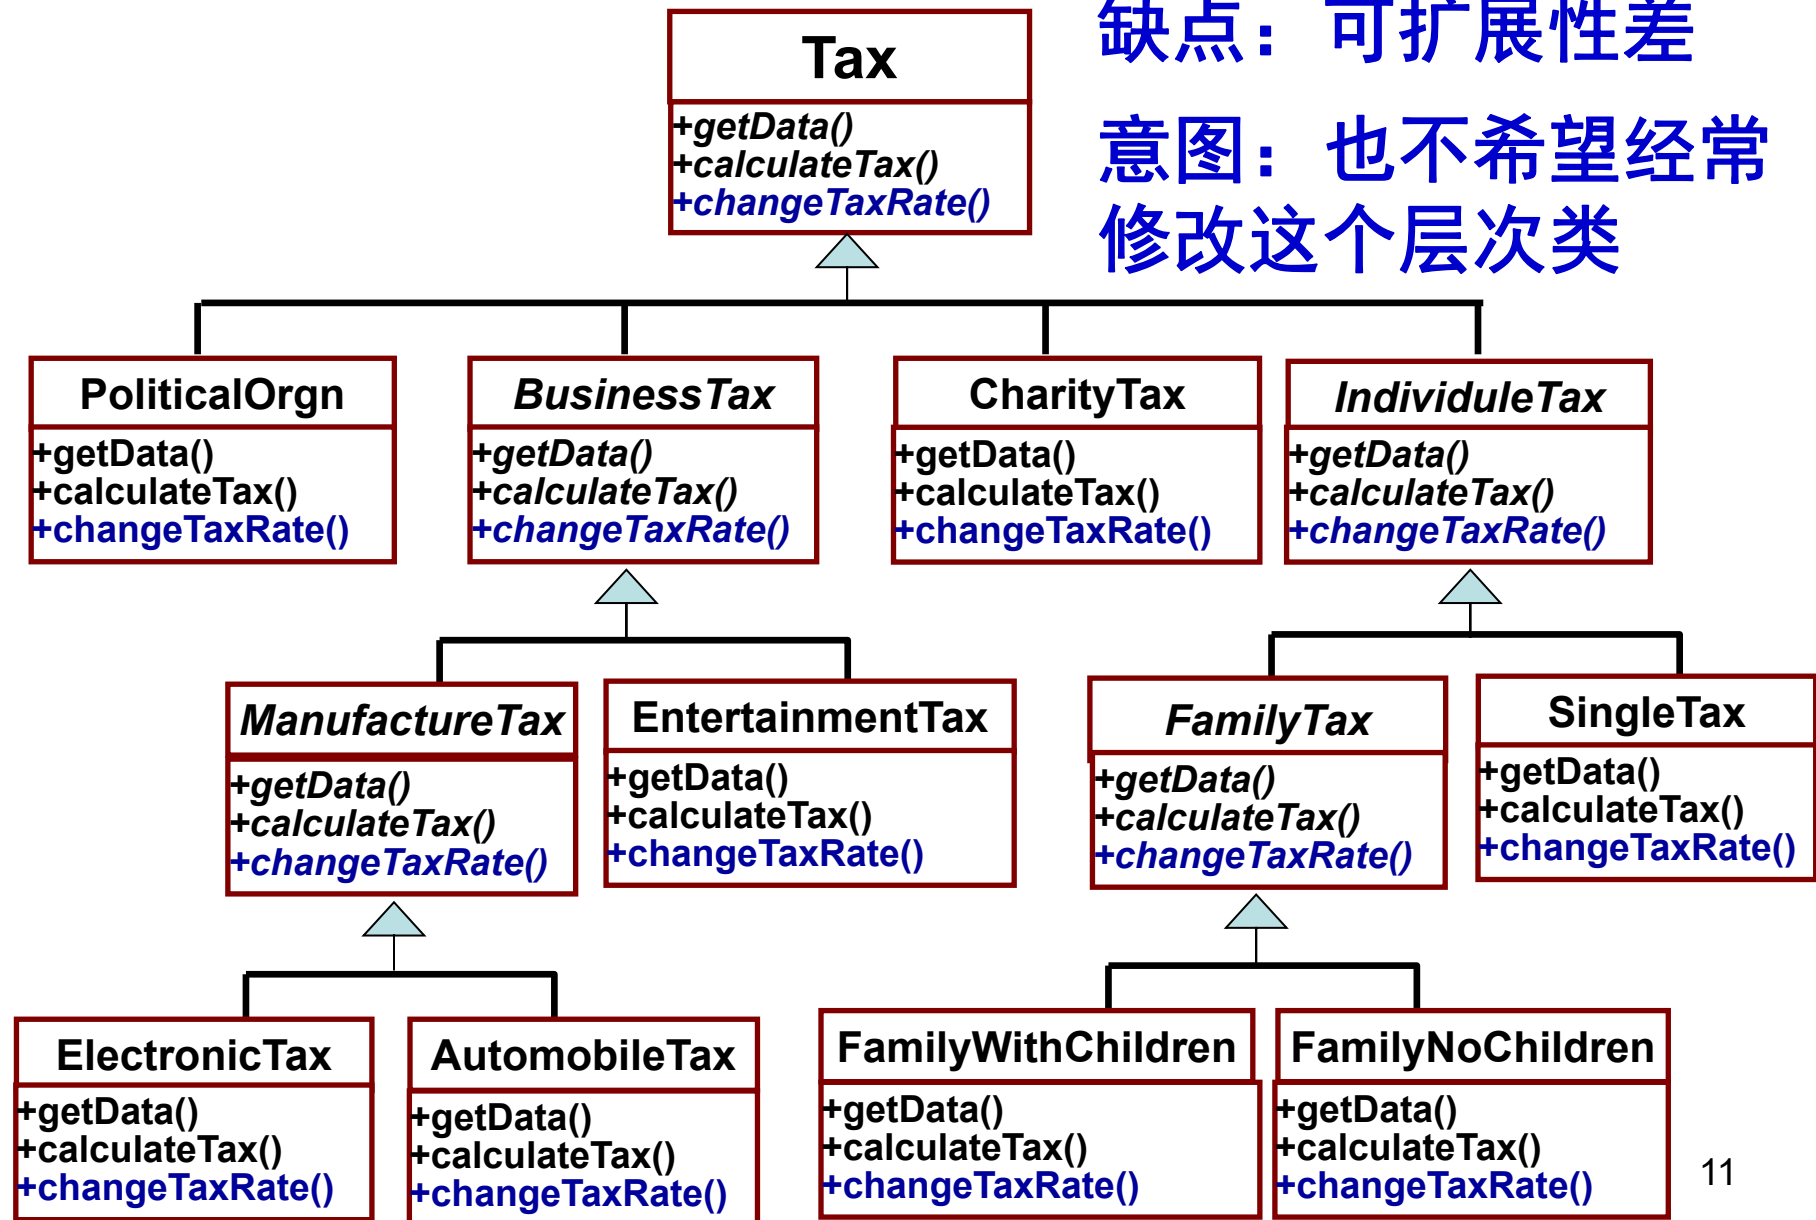 缺点：可扩展性差
意图：也不希望经常
修改这个层次类
Tax
+getData()
+calculateTax()
+changeTaxRate()
PoliticalOrgn
+getData()
+calculateTax()
+changeTaxRate()
BusinessTax
+getData()
+calculateTax()
+changeTaxRate()
CharityTax
+getData()
+calculateTax()
+changeTaxRate()
IndividuleTax
+getData()
+calculateTax()
+changeTaxRate()
ManufactureTax
+getData()
+calculateTax()
+changeTaxRate()
EntertainmentTax
+getData()
+calculateTax()
+changeTaxRate()
FamilyTax
+getData()
+calculateTax()
+changeTaxRate()
SingleTax
+getData()
+calculateTax()
+changeTaxRate()
ElectronicTax
+getData()
+calculateTax()
+changeTaxRate()
AutomobileTax
+getData()
+calculateTax()
+changeTaxRate()
FamilyWithChildren
+getData()
+calculateTax()
+changeTaxRate()
FamilyNoChildren
+getData()
+calculateTax()
+changeTaxRate()
11